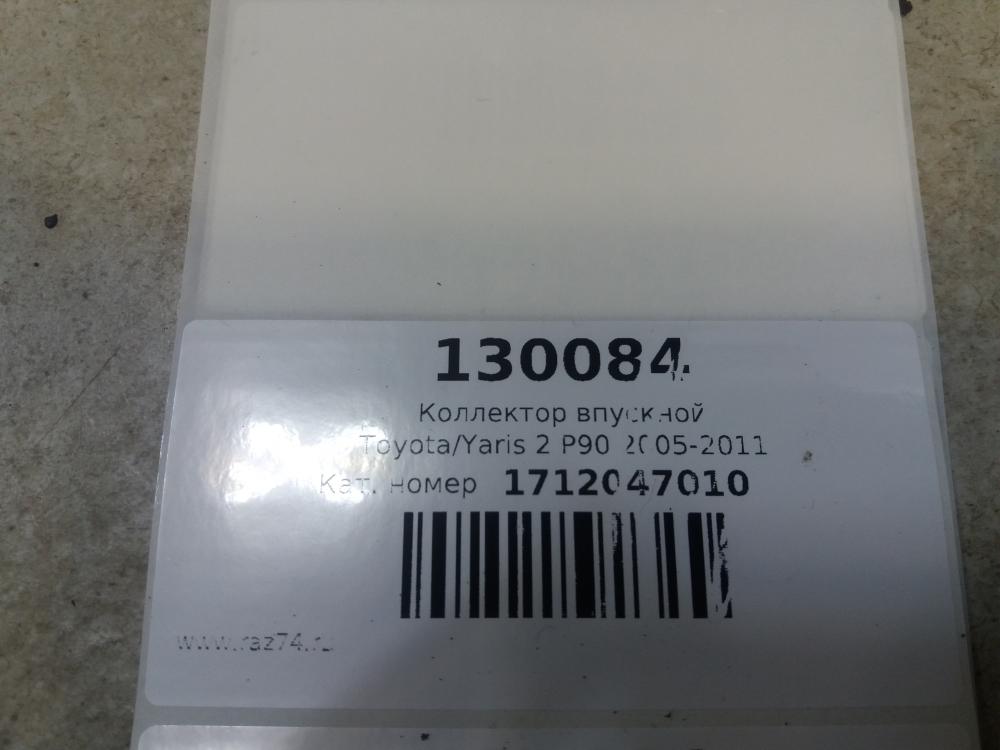 130084
Коллектор впускной
Toyota/Yaris 2 P90 2005-2011
Кат. номер 1712047010
www.raz74.ru